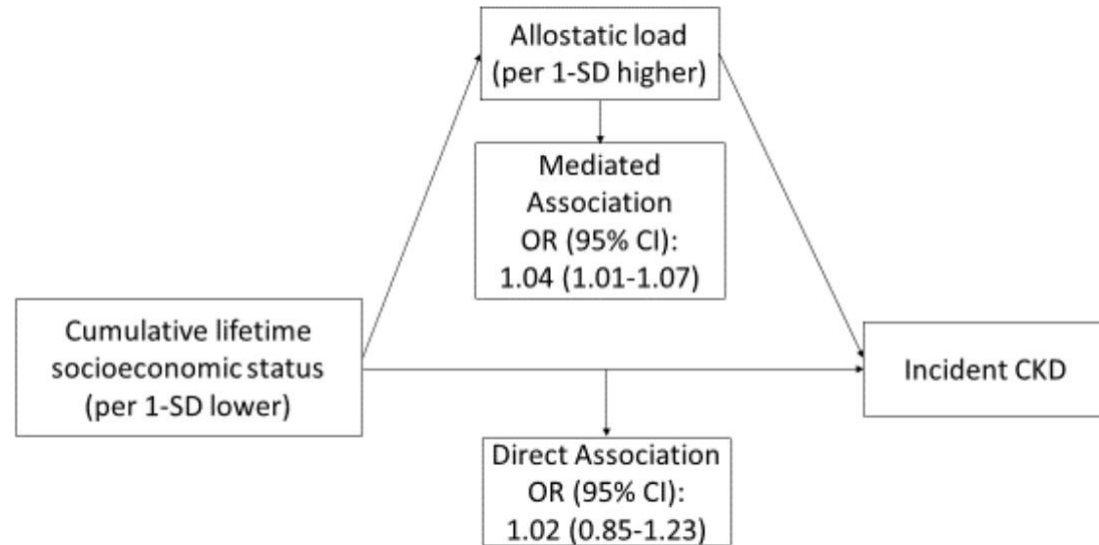 Allostatic load
(per 1-SD higher)
Mediated
Association
OR (95% CI):
1.04 (1.01-1.07)
Cumulative lifetime
socioeconomic status
(per 1-SD lower)
Incident CKD
Direct Association
OR (95% CI):
1.02 (0.85-1.23)